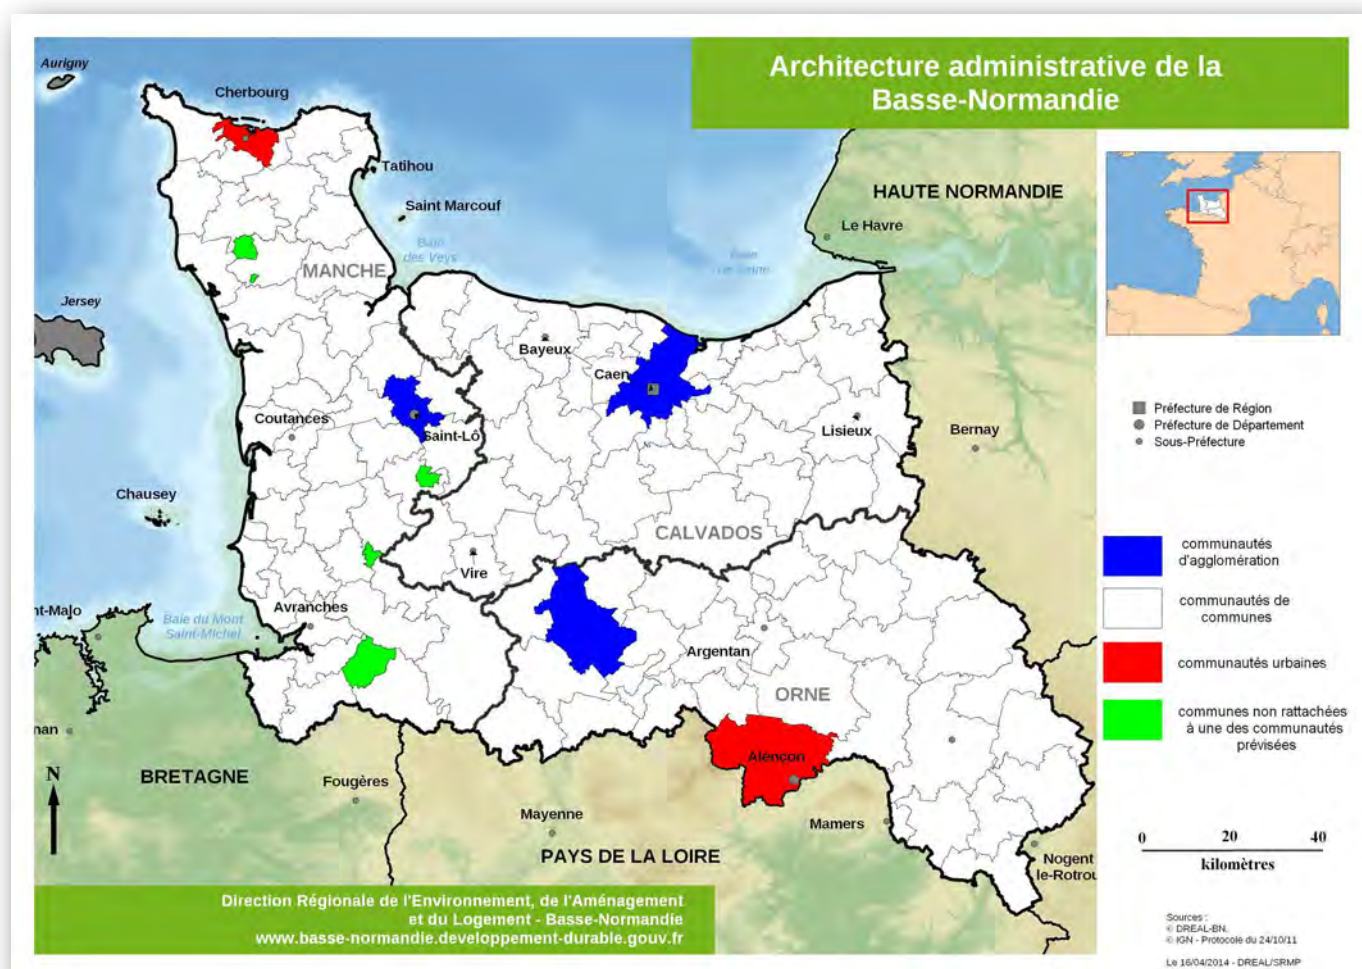 Architecture administrative de la
Basse-Normandie
Aurigny
Cherbourg
Tatihou
Saint Marcouf
Baie
des Veys
MANCHE
HAUTE NORMANDIE
Le Havre
Jersey
Bayeux
Caen
Coutances
Saint-Lô
Lisieux
Bernay
Chausey
CALVADOS
Vire
nt-Malo
Baie du Mont
Saint-Michel
Avranches
Argentan
ORNE
nan
Alençon
BRETAGNE
Fougères
Mayenne
Mamers
PAYS DE LA LOIRE
Nogent
le-Rotrou
N
Préfecture de Région
Préfecture de Département
Sous-Préfecture
communautés
d'agglomération
communautés de
communes
communautés urbaines
communes non rattachées
à une des communautés
prévisées
0 20 40
kilomètres
Direction Régionale de l'Environnement, de l'Aménagement
et du Logement - Basse-Normandie
www.basse-normandie.developpement-durable.gouv.fr
Sources :
© DREAL-BN.
© IGN - Protocole du 24/10/11
Le 16/04/2014 - DREAL/SRMP